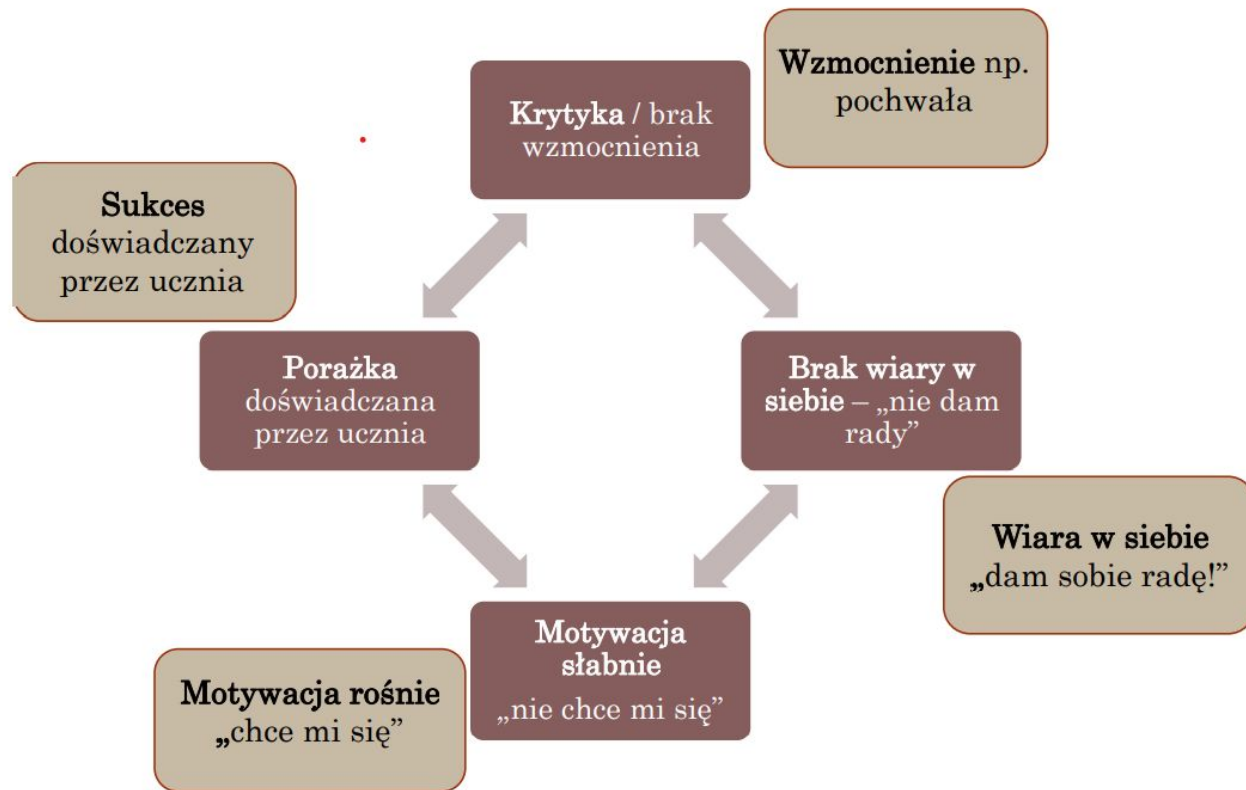 Wzmocnienie np.
pochwała
Krytyka / brak
wzmocnienia
Sukces
doświadczany
przez ucznia
Porażka
doświadczana
przez ucznia
Brak wiary w
siebie – „nie dam
rady”
Wiara w siebie
„dam sobie radę!”
Motywacja
słabnie
„nie chce mi się”
Motywacja rośnie
„chce mi się”